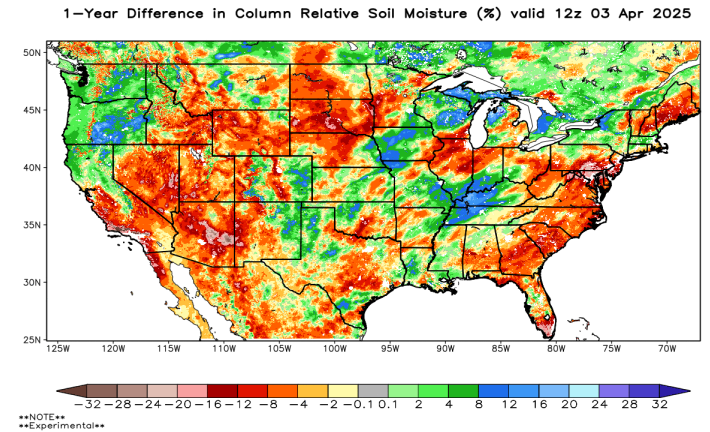 1-Year Difference in Column Relative Soil Moisture (%) valid 12z 03 Apr 2025
50N
45N
40N
35N
30N
25N
125W 120W 115W 110W 105W 100W 95W 90W 85W 80W 75W 70W
-32 -28 -24 -20 -16 -12 -8 -4 -2 -0.1 0.1 2 4 8 12 16 20 24 28 32
**NOTE**
**Experimental**